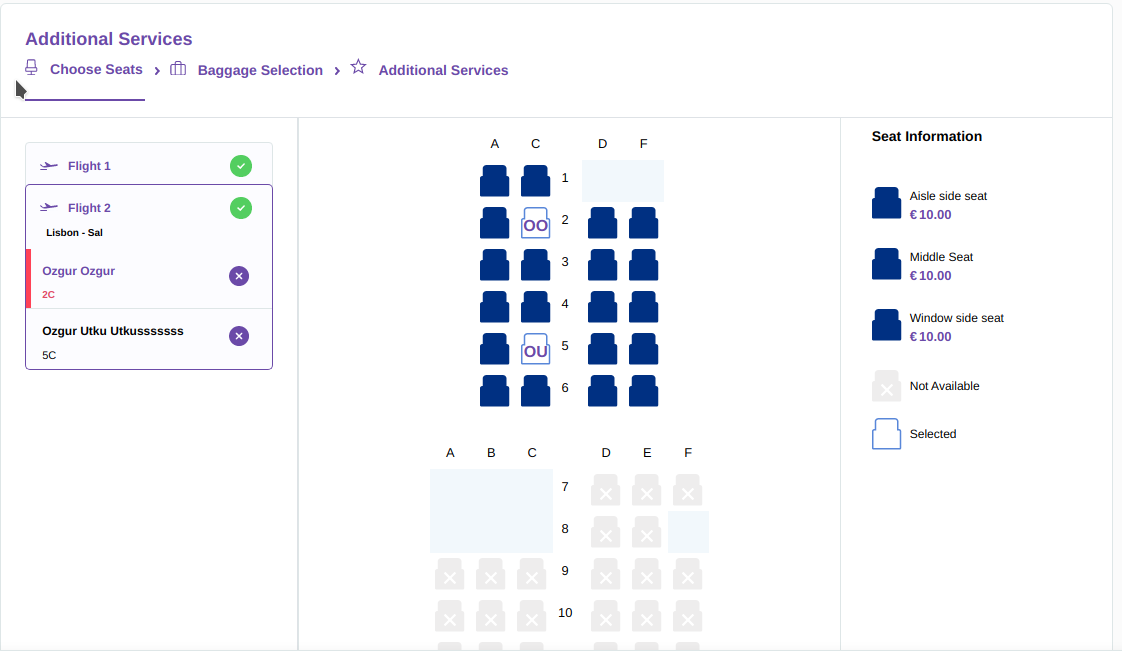 Additional Services
Choose Seats > Baggage Selection > Additional Services
Flight 1
Flight 2
Lisbon - Sal
Ozgur Ozgur
2C
Ozgur Utku Utkusssssss
5C
A C D F
1
OO 2
3
4
OU 5
6
A B C D E F
7
8
9
10
Seat Information
Aisle side seat
€ 10.00
Middle Seat
€ 10.00
Window side seat
€ 10.00
Not Available
Selected